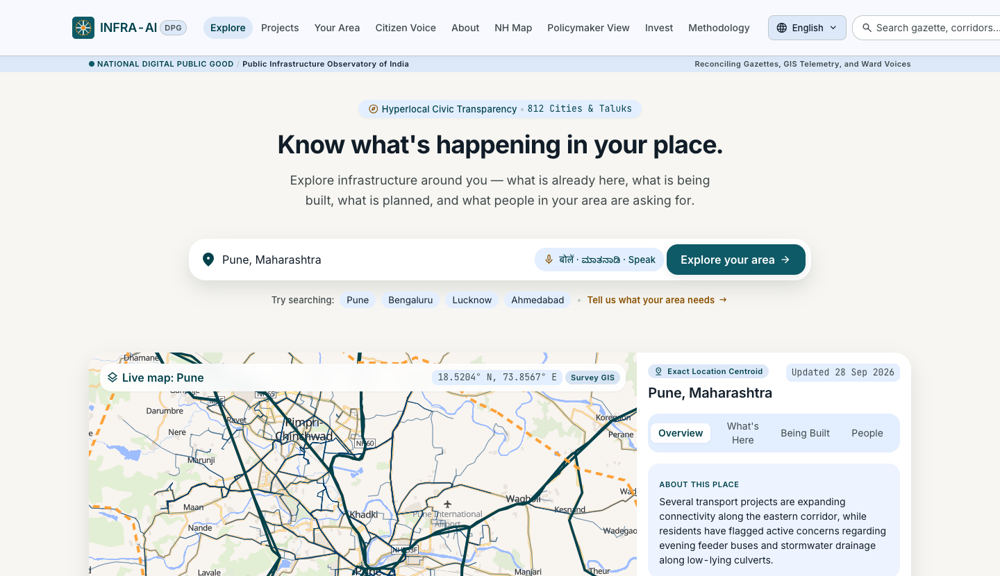 INFRA-AI DPG
Explore Projects Your Area Citizen Voice About NH Map Policymaker View Invest Methodology
English
Search gazette, corridors...
NATIONAL DIGITAL PUBLIC GOOD / Public Infrastructure Observatory of India
Reconciling Gazettes, GIS Telemetry, and Ward Voices
Hyperlocal Civic Transparency • 812 Cities & Taluks
Know what's happening in your place.
Explore infrastructure around you — what is already here, what is being
built, what is planned, and what people in your area are asking for.
Pune, Maharashtra
बोलें · ಮಾತನಾಡಿ · Speak
Explore your area →
Try searching: Pune Bengaluru Lucknow Ahmedabad • Tell us what your area needs →
Dhamane
Live map: Pune
18.5204° N, 73.8567° E
Survey GIS
Darumbre
Ravet
Pimpri-
Chinchwad
Nere
NH60
Koregaon
Perane
Marunji
Maan
Khadki
Pune International
Airport
Wagholi
Kesnand
Nande
Wadegao
Lavale
Pune
Manjari
Theur
Exact Location Centroid
Updated 28 Sep 2026
Pune, Maharashtra
Overview
What's
Here
Being Built
People
ABOUT THIS PLACE
Several transport projects are expanding
connectivity along the eastern corridor, while
residents have flagged active concerns regarding
evening feeder buses and stormwater drainage
along low-lying culverts.